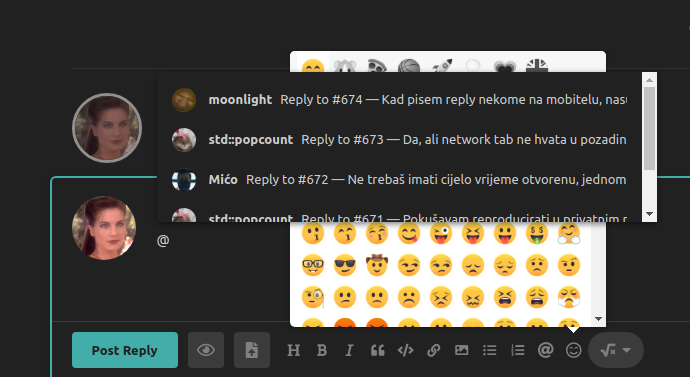 moonlight Reply to #674 — Kad pisem reply nekome na mobitelu, nasu
std::popcount Reply to #673 — Da, ali network tab ne hvata u pozadin
Mićo Reply to #672 — Ne trebaš imati cijelo vrijeme otvorenu, jednom
std::popcount Reply to #671 — Pokušavam reproducirati u privatnim
@
Post Reply H B I @ √x